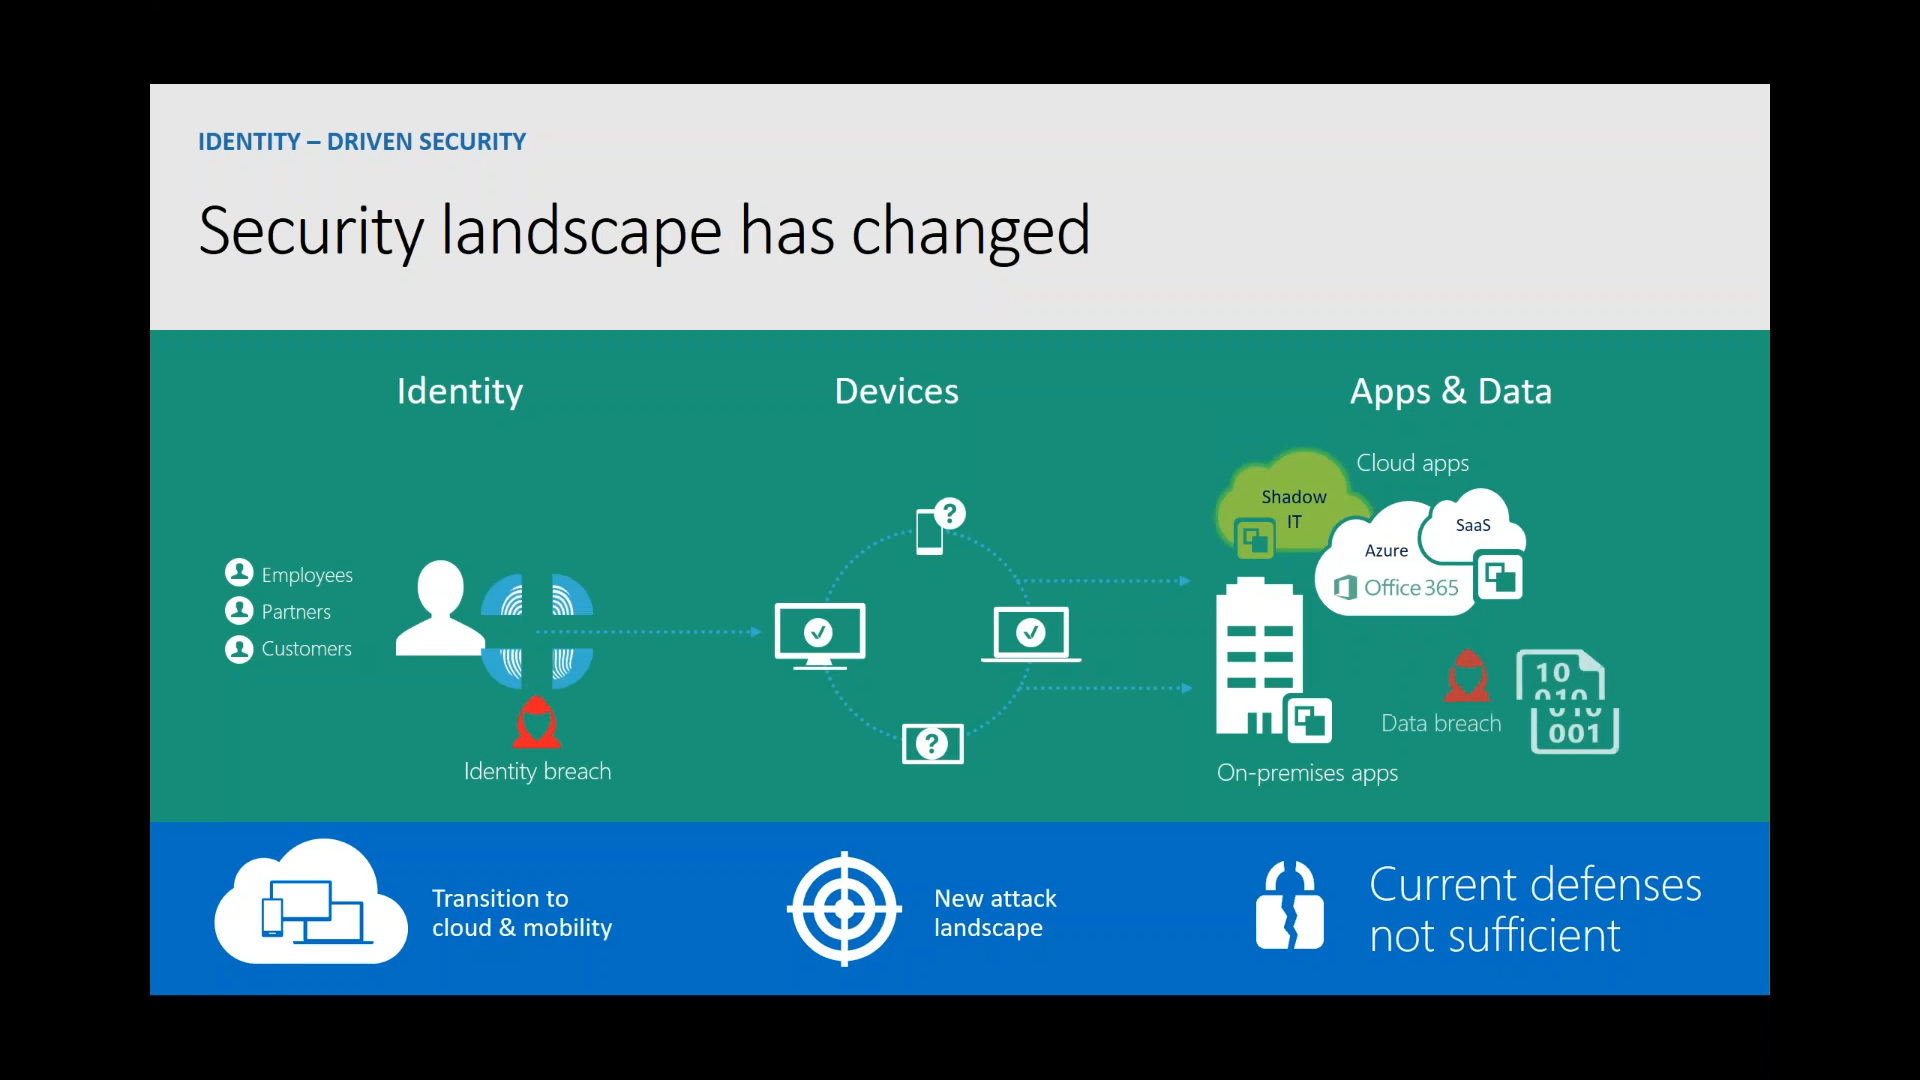 IDENTITY – DRIVEN SECURITY
Security landscape has changed
Identity
Devices
Apps & Data
Employees
Partners
Customers
Identity breach
?
?
Cloud apps
Shadow
IT
SaaS
Azure
Office 365
On-premises apps
Data breach
10
010
010
001
Transition to
cloud & mobility
New attack
landscape
Current defenses
not sufficient